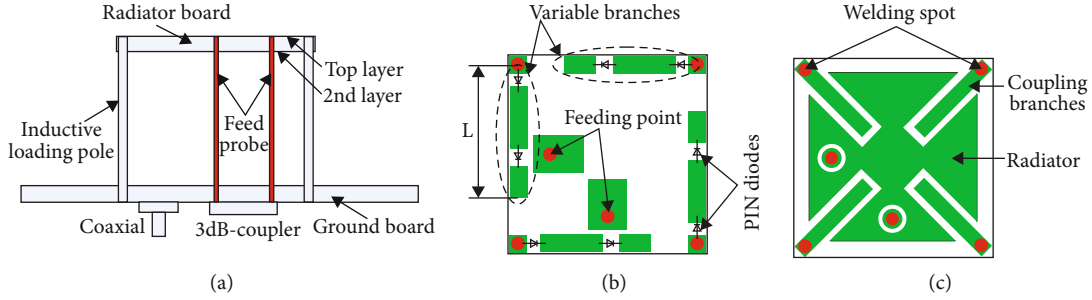 Radiator board
Top layer
2nd layer
Inductive
loading pole
Feed
probe
Coaxial
3dB-coupler
Ground board
(a)
Variable branches
L
Feeding point
PIN diodes
(b)
Welding spot
Coupling
branches
Radiator
(c)